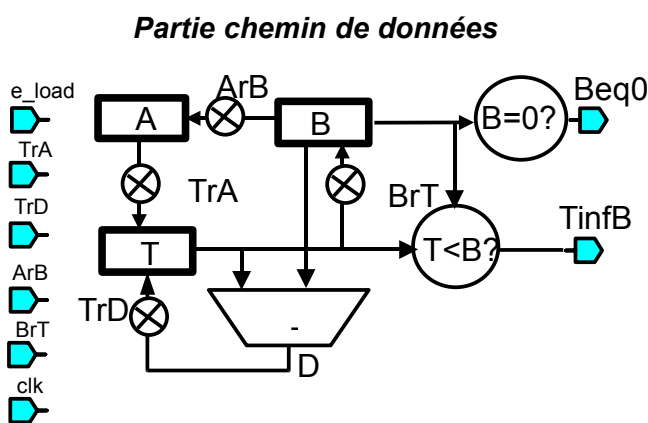 Partie chemin de données
e_load
TrA
TrD
ArB
BrT
clk
ArB
A
B
B=0?
Beq0
TrA
BrT
T
T<B?
TinfB
TrD
-
D